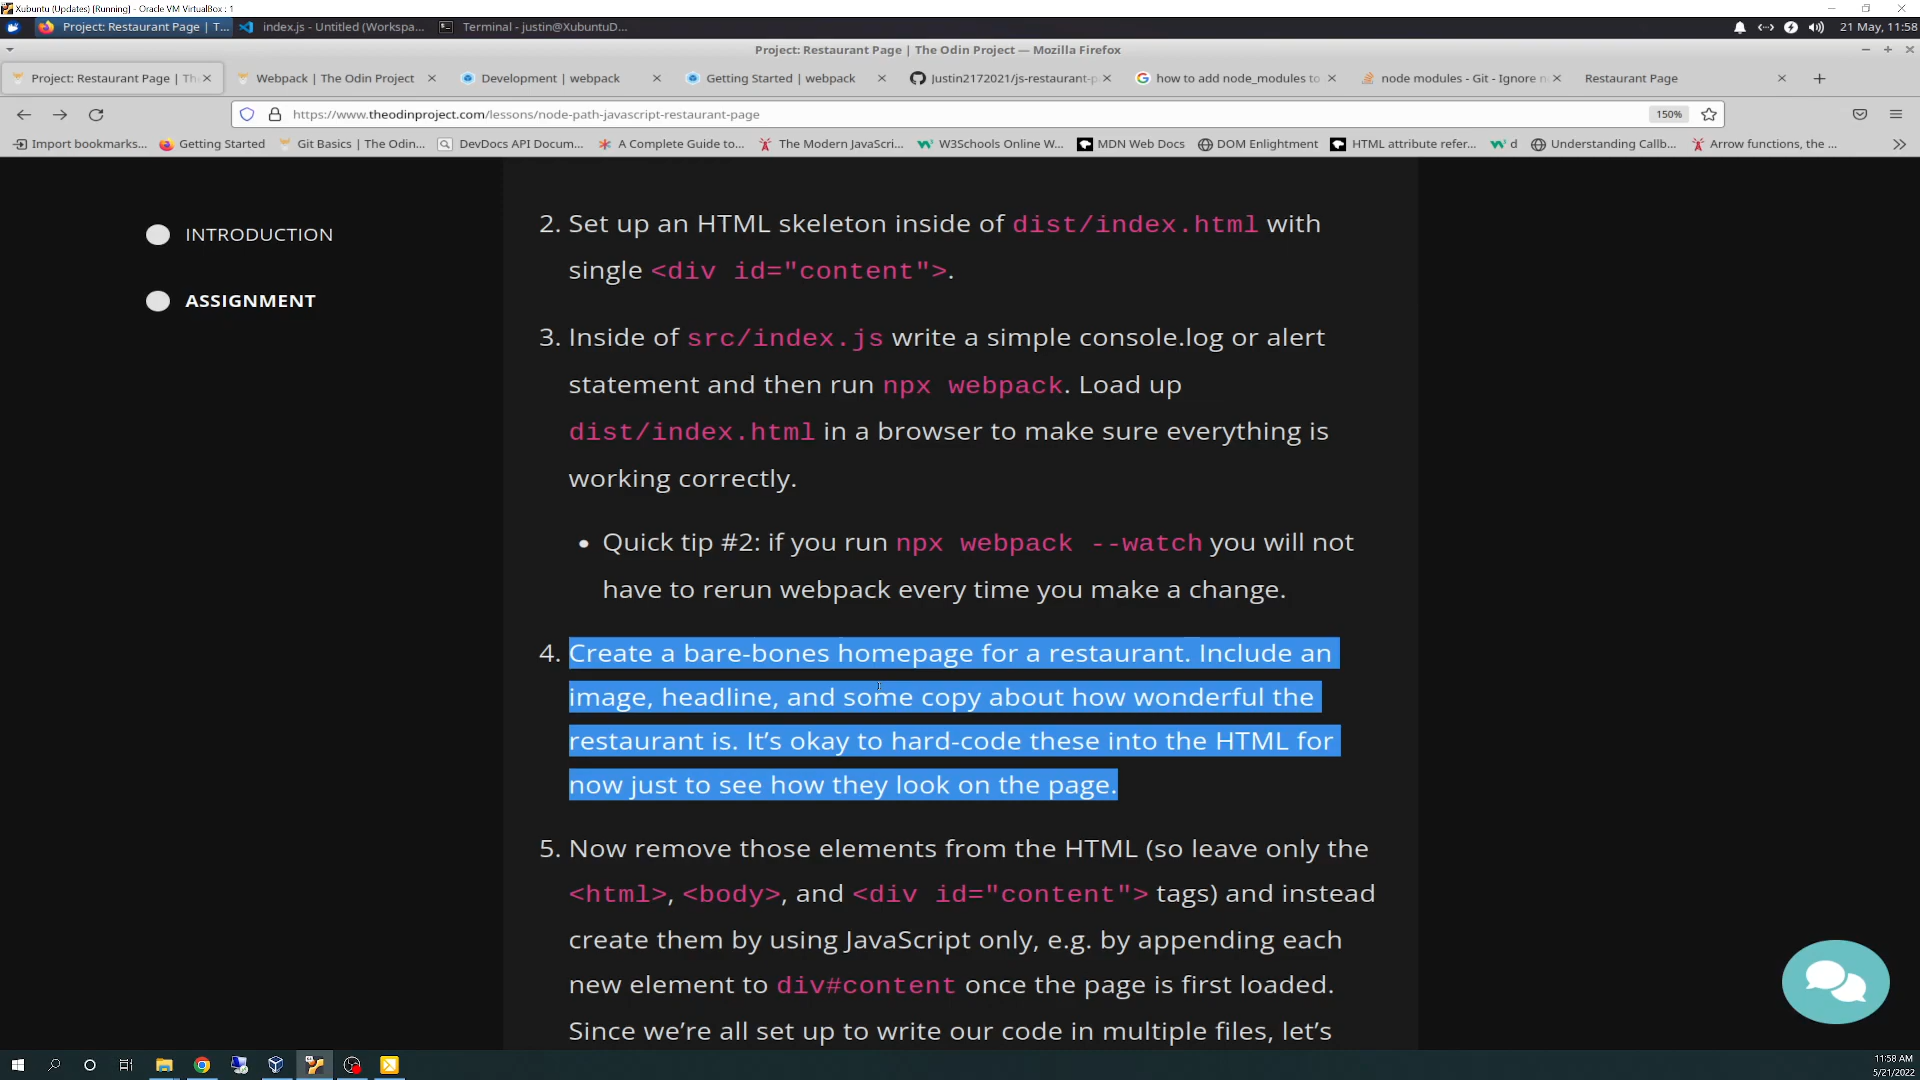 Xubuntu (Updates) [Running] - Oracle VM VirtualBox : 1
Project: Restaurant Page | T...
index.js - Untitled (Workspa...
Terminal - justin@XubuntuD...
21 May, 11:58
Project: Restaurant Page | The Odin Project — Mozilla Firefox
Project: Restaurant Page | Th
Webpack | The Odin Project
Development | webpack
Getting Started | webpack
Justin2172021/js-restaurant-p
how to add node_modules to
node modules - Git - Ignore n
Restaurant Page
https://www.theodinproject.com/lessons/node-path-javascript-restaurant-page
150%
Import bookmarks...
Getting Started
Git Basics | The Odin...
DevDocs API Docum...
A Complete Guide to...
The Modern JavaScri...
W3Schools Online W...
MDN Web Docs
DOM Enlightment
HTML attribute refer...
d
Understanding Callb...
Arrow functions, the ...
INTRODUCTION
ASSIGNMENT
2. Set up an HTML skeleton inside of dist/index.html with
single <div id="content">.
3. Inside of src/index.js write a simple console.log or alert
statement and then run npx webpack. Load up
dist/index.html in a browser to make sure everything is
working correctly.
• Quick tip #2: if you run npx webpack --watch you will not
have to rerun webpack every time you make a change.
4. Create a bare-bones homepage for a restaurant. Include an
image, headline, and some copy about how wonderful the
restaurant is. It's okay to hard-code these into the HTML for
now just to see how they look on the page.
5. Now remove those elements from the HTML (so leave only the
<html>, <body>, and <div id="content"> tags) and instead
create them by using JavaScript only, e.g. by appending each
new element to div#content once the page is first loaded.
Since we're all set up to write our code in multiple files, let's
11:58 AM
5/21/2022